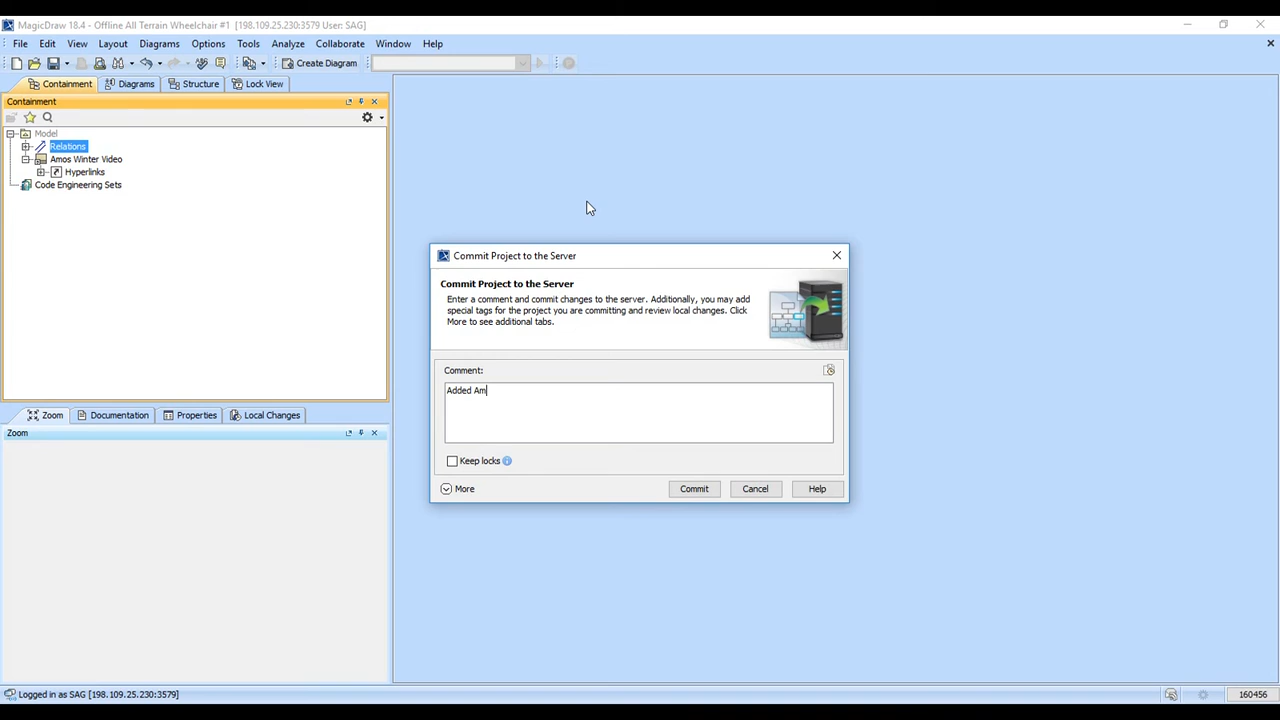 MagicDraw 18.4 - Offline All Terrain Wheelchair #1 [198.109.25.230:3579 User: SAG]
File Edit View Layout Diagrams Options Tools Analyze Collaborate Window Help
Create Diagram
Containment Diagrams Structure Lock View
Containment
Model
Relations
Amos Winter Video
Hyperlinks
Code Engineering Sets
Commit Project to the Server
Commit Project to the Server
Enter a comment and commit changes to the server. Additionally, you may add
special tags for the project you are committing and review local changes. Click
More to see additional tabs.
Comment:
Added Am
Keep locks
More Commit Cancel Help
Zoom Documentation Properties Local Changes
Zoom
Logged in as SAG [198.109.25.230:3579]
160456